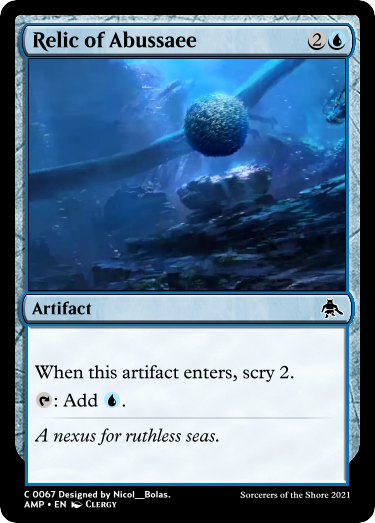 Relic of Abussaee 2
Artifact
When this artifact enters, scry 2.
: Add .
A nexus for ruthless seas.
C 0067 Designed by Nicol__Bolas. Sorcerers of the Shore 2021
AMP • EN Clergy